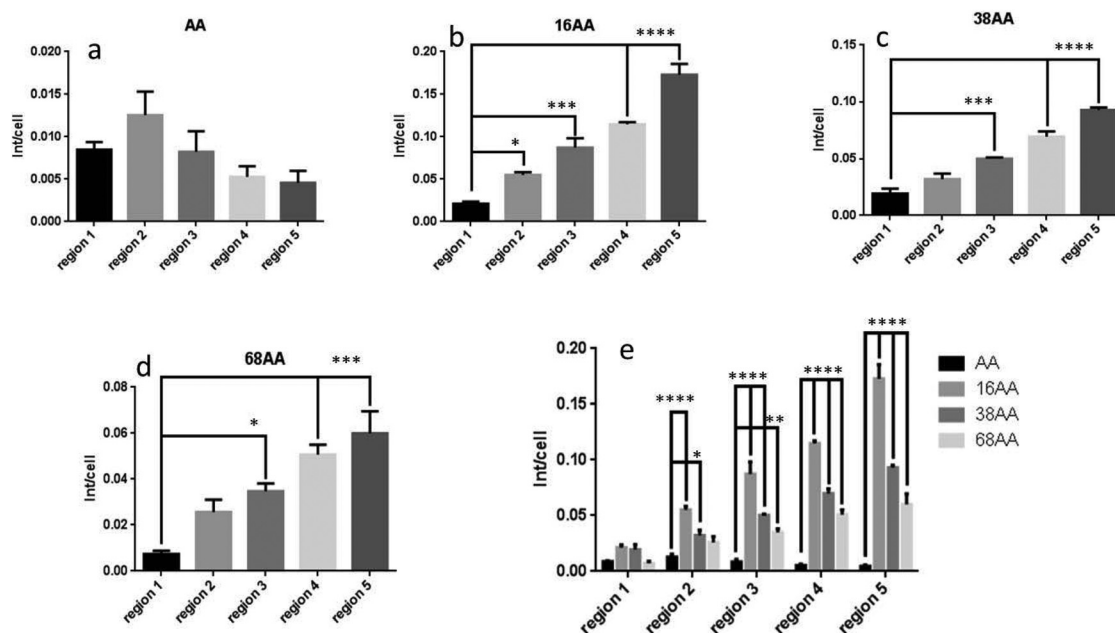 a
AA
Int/cell
0.020
0.015
0.010
0.005
0.000
region 1
region 2
region 3
region 4
region 5
b
16AA
****
***
*
Int/cell
0.20
0.15
0.10
0.05
0.00
region 1
region 2
region 3
region 4
region 5
c
38AA
****
***
Int/cell
0.15
0.10
0.05
0.00
region 1
region 2
region 3
region 4
region 5
d
68AA
***
*
Int/cell
0.08
0.06
0.04
0.02
0.00
region 1
region 2
region 3
region 4
region 5
e
****
****
****
****
**
*
Int/cell
0.20
0.15
0.10
0.05
0.00
region 1
region 2
region 3
region 4
region 5
AA
16AA
38AA
68AA